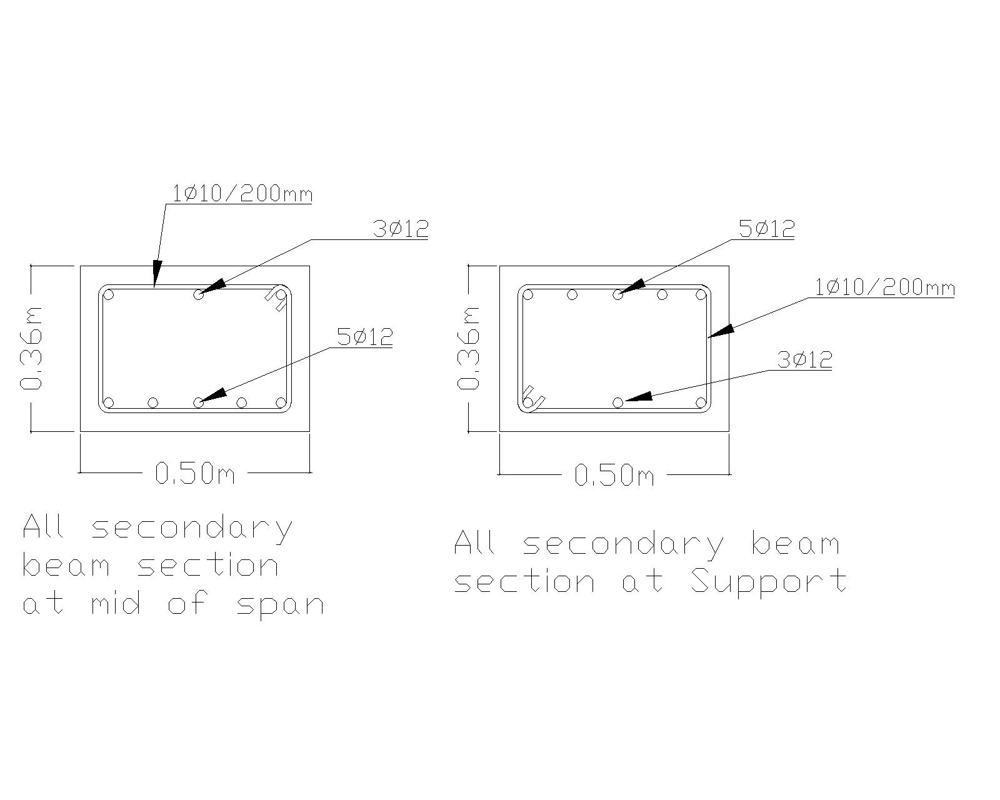 1ø10/200mm
3ø12
5ø12
0.36m
0.50m
All secondary
beam section
at mid of span
5ø12
1ø10/200mm
3ø12
0.36m
0.50m
All secondary beam
section at Support